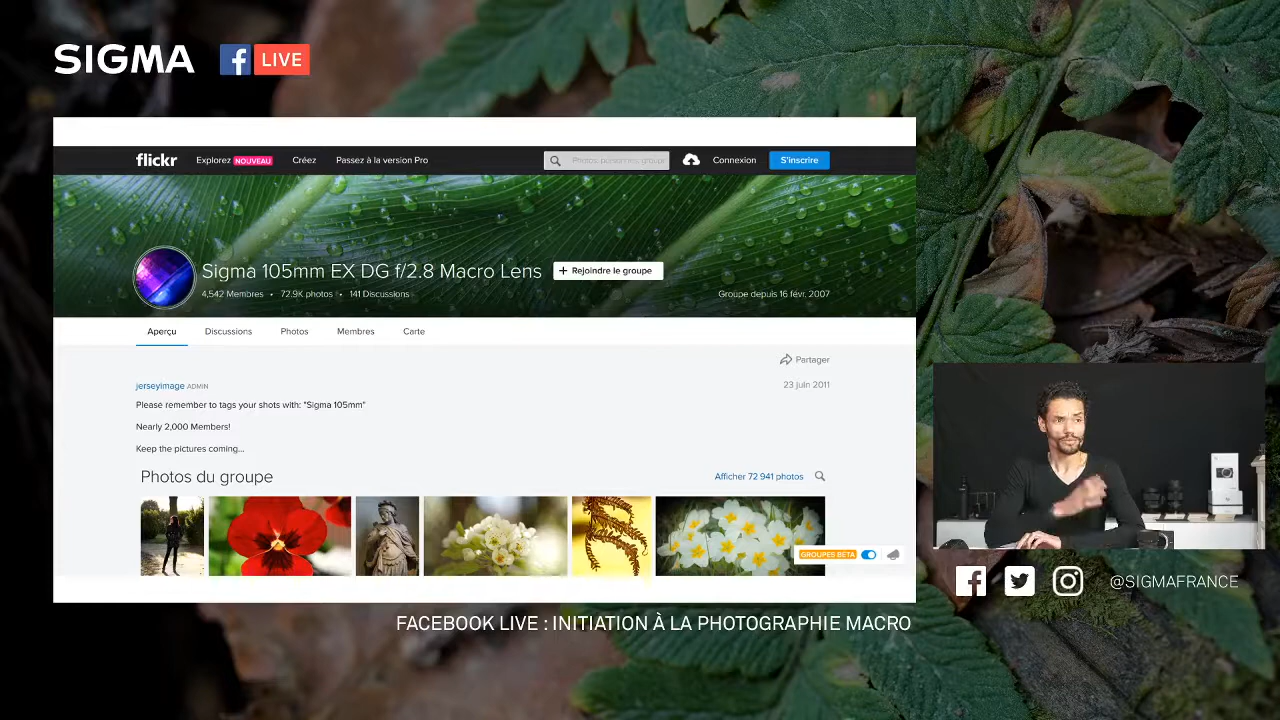 SIGMA f LIVE
flickr Explorez NOUVEAU Créez Passez à la version Pro Photos, personnes, groupe Connexion S'inscrire
Sigma 105mm EX DG f/2.8 Macro Lens + Rejoindre le groupe
4,542 Membres • 72.9K photos • 141 Discussions Groupe depuis 16 févr. 2007
Aperçu Discussions Photos Membres Carte
Partager
jerseyimage ADMIN 23 juin 2011
Please remember to tags your shots with: "Sigma 105mm"
Nearly 2,000 Members!
Keep the pictures coming...
Photos du groupe Afficher 72 941 photos
GROUPES BÊTA
@SIGMAFRANCE
FACEBOOK LIVE : INITIATION À LA PHOTOGRAPHIE MACRO